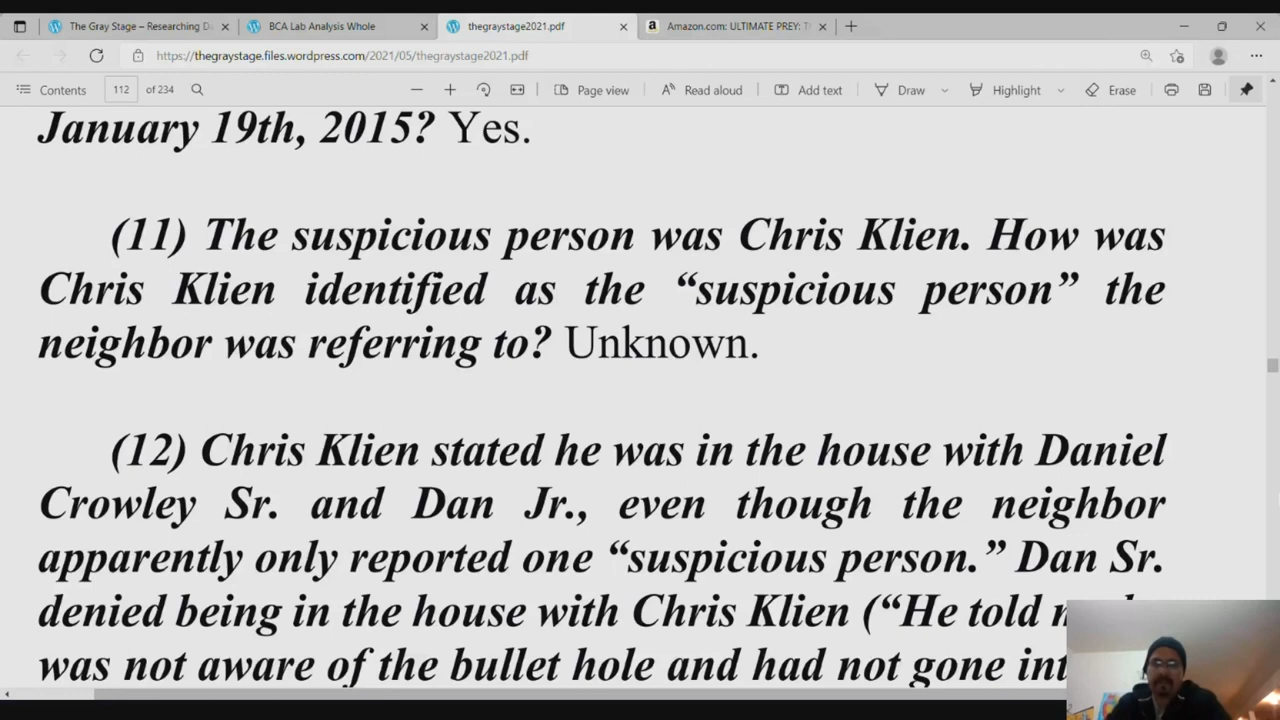 The Gray Stage – Researching D
BCA Lab Analysis Whole
thegraystage2021.pdf
Amazon.com: ULTIMATE PREY: T
https://thegraystage.files.wordpress.com/2021/05/thegraystage2021.pdf
Contents 112 of 234 Page view Read aloud Add text Draw Highlight Erase
January 19th, 2015? Yes.
(11) The suspicious person was Chris Klien. How was
Chris Klien identified as the “suspicious person” the
neighbor was referring to? Unknown.
(12) Chris Klien stated he was in the house with Daniel
Crowley Sr. and Dan Jr., even though the neighbor
apparently only reported one “suspicious person.” Dan Sr.
denied being in the house with Chris Klien (“He told
was not aware of the bullet hole and had not gone